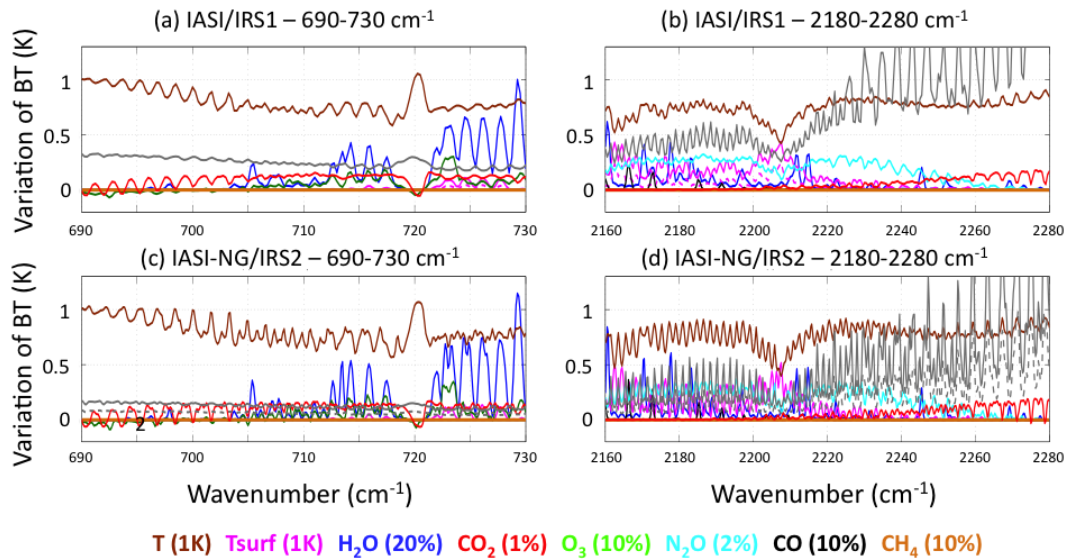 (a) IASI/IRS1 – 690-730 cm⁻¹
(b) IASI/IRS1 – 2180-2280 cm⁻¹
Variation of BT (K)
1
0.5
0
690 700 710 720 730
1
0.5
0
2160 2180 2200 2220 2240 2260 2280
(c) IASI-NG/IRS2 – 690-730 cm⁻¹
(d) IASI-NG/IRS2 – 2180-2280 cm⁻¹
Variation of BT (K)
1
0.5
0
2
690 700 710 720 730
1
0.5
0
2160 2180 2200 2220 2240 2260 2280
Wavenumber (cm⁻¹)
Wavenumber (cm⁻¹)
T (1K) Tsurf (1K) H₂O (20%) CO₂ (1%) O₃ (10%) N₂O (2%) CO (10%) CH₄ (10%)